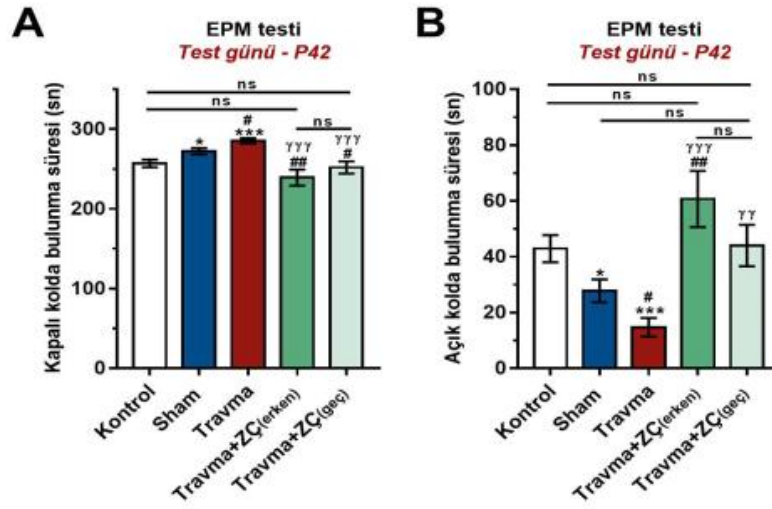 A
EPM testi
Test günü - P42
Kapalı kolda bulunma süresi (sn)
300
200
100
0
ns
ns
ns
*
#
***
γγγ
##
γγγ
#
Kontrol
Sham
Travma
Travma+ZÇ(erken)
Travma+ZÇ(geç)
B
EPM testi
Test günü - P42
Açık kolda bulunma süresi (sn)
100
80
60
40
20
0
ns
ns
ns
ns
*
#
***
γγγ
##
γγ
Kontrol
Sham
Travma
Travma+ZÇ(erken)
Travma+ZÇ(geç)